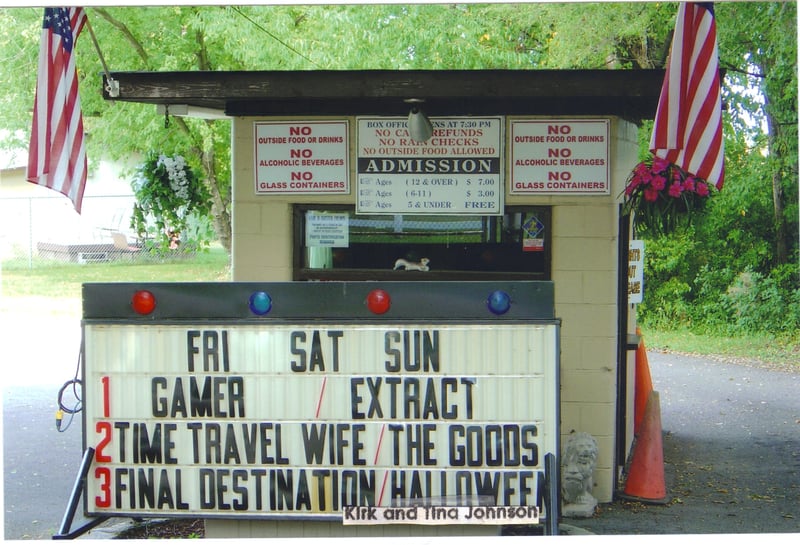 NO
OUTSIDE FOOD OR DRINKS
NO
ALCOHOLIC BEVERAGES
NO
GLASS CONTAINERS
BOX OFFICE OPENS AT 7:30 PM
NO CASH REFUNDS
NO RAIN CHECKS
NO OUTSIDE FOOD ALLOWED
ADMISSION
Ages (12 & OVER) $ 7.00
Ages (6-11) $ 3.00
Ages 5 & UNDER FREE
NO
OUTSIDE FOOD OR DRINKS
NO
ALCOHOLIC BEVERAGES
NO
GLASS CONTAINERS
FRI SAT SUN
1 GAMER / EXTRACT
2 TIME TRAVEL WIFE / THE GOODS
3 FINAL DESTINATION / HALLOWEEN
Kirk and Tina Johnson